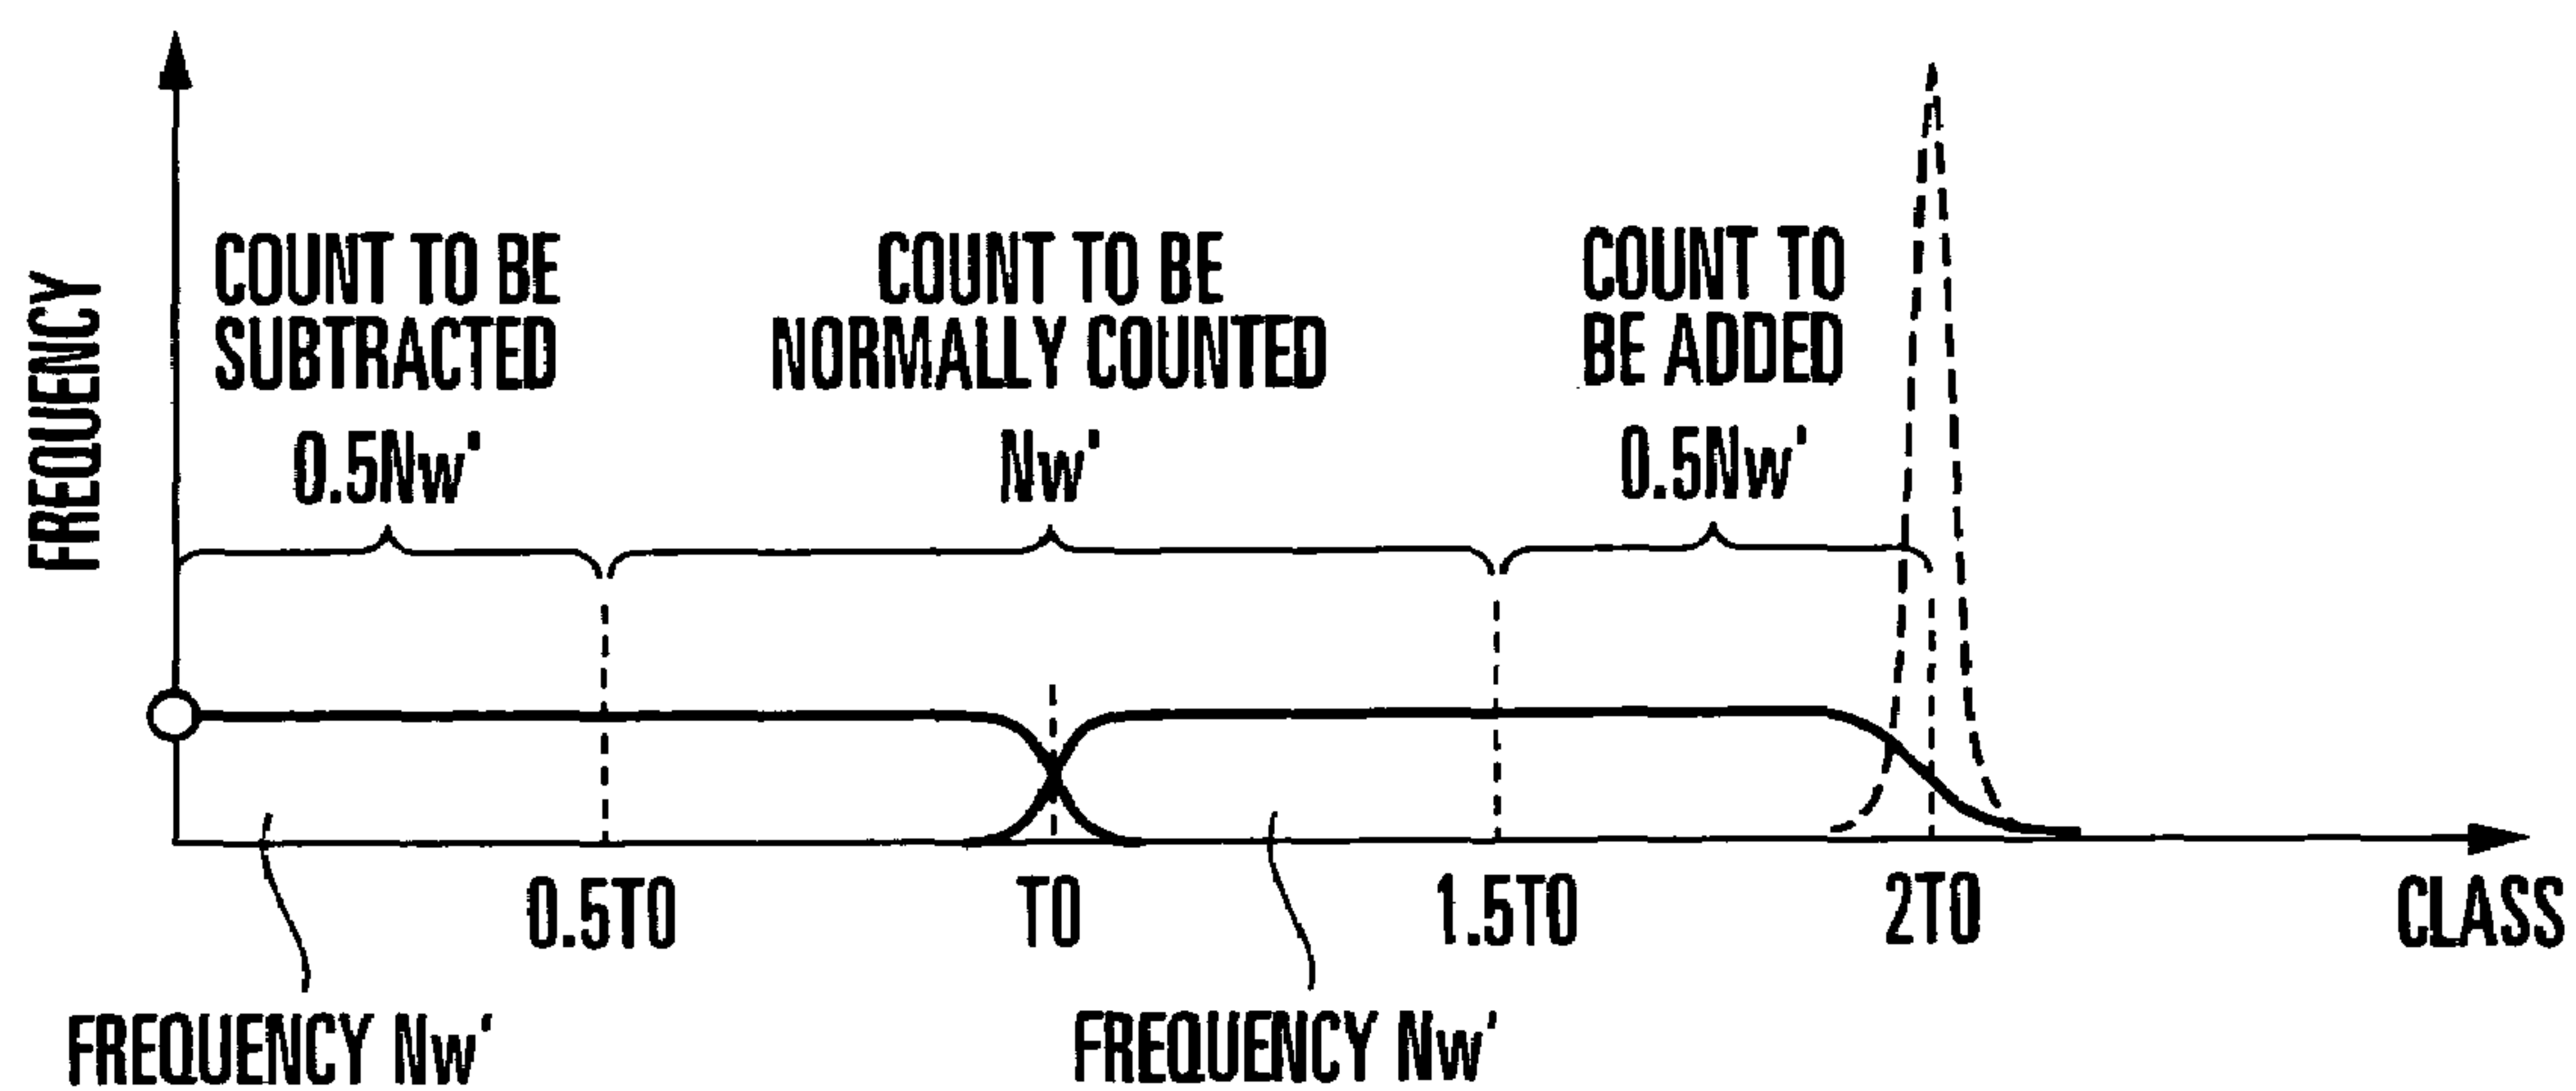 FREQUENCY
COUNT TO BE
SUBTRACTED
0.5Nw'
COUNT TO BE
NORMALLY COUNTED
Nw'
COUNT TO
BE ADDED
0.5Nw'
0.5T0
T0
1.5T0
2T0
CLASS
FREQUENCY Nw'
FREQUENCY Nw'